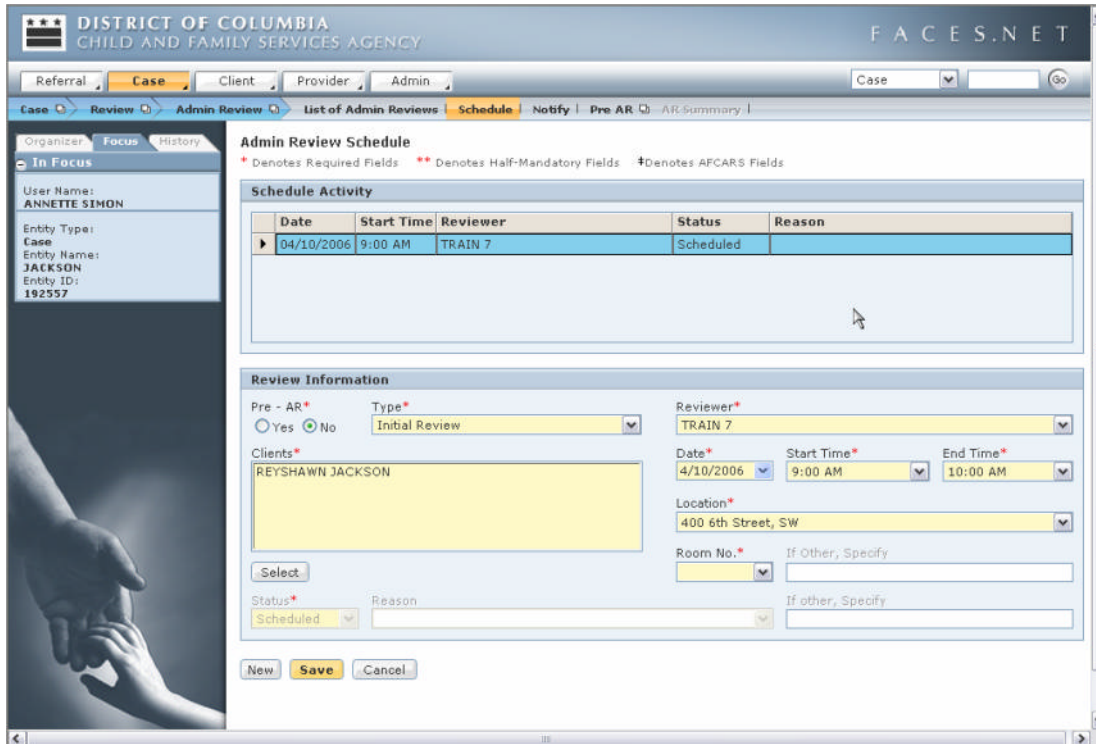 DISTRICT OF COLUMBIA
CHILD AND FAMILY SERVICES AGENCY
FACES.NET
Referral Case Client Provider Admin Case Go
Case Review Admin Review List of Admin Reviews | Schedule | Notify | Pre AR AR Summary |
Organizer Focus History
In Focus
User Name:
ANNETTE SIMON
Entity Type:
Case
Entity Name:
JACKSON
Entity ID:
192557
Admin Review Schedule
* Denotes Required Fields ** Denotes Half-Mandatory Fields ‡Denotes AFCARS Fields
Schedule Activity
Date Start Time Reviewer Status Reason
04/10/2006 9:00 AM TRAIN 7 Scheduled
Review Information
Pre - AR* Type* Reviewer*
Yes No Initial Review TRAIN 7
Clients* Date* Start Time* End Time*
REYSHAWN JACKSON 4/10/2006 9:00 AM 10:00 AM
Location*
400 6th Street, SW
Room No.* If Other, Specify
Select
Status* Reason If other, Specify
Scheduled
New Save Cancel